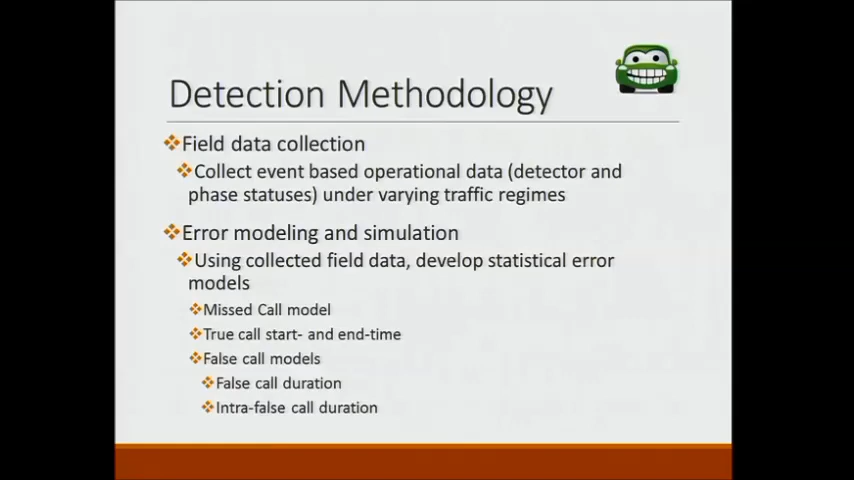 Detection Methodology
Field data collection
Collect event based operational data (detector and
phase statuses) under varying traffic regimes
Error modeling and simulation
Using collected field data, develop statistical error
models
Missed Call model
True call start- and end-time
False call models
False call duration
Intra-false call duration